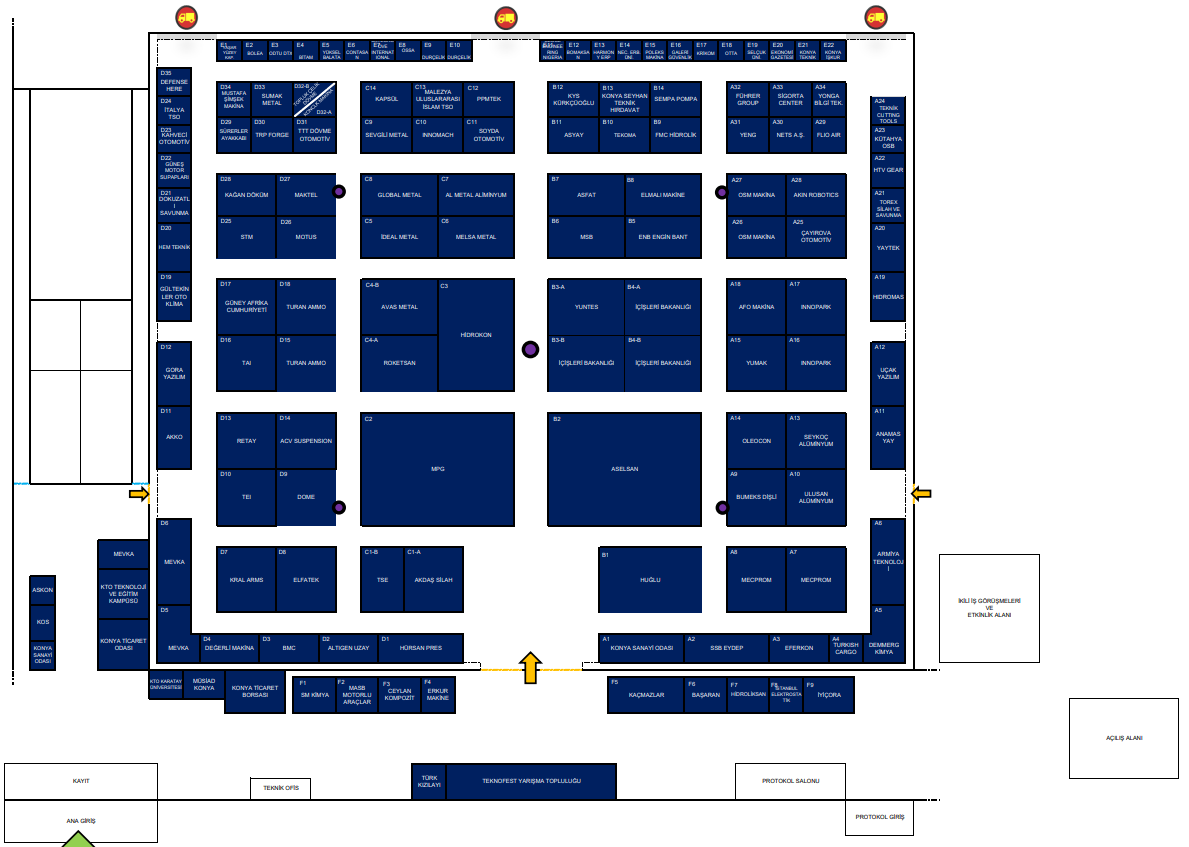 E1
YAŞAR
E2
BOLEA
E3
ODTU DTX
E4
BITAM
E5
YÜKSEL
BALATA
E6
CONTASAN
E7
INTERNATIONAL
E8
OSSA
E9
DURÇELİK
E10
DURÇELİK
RING
NIGERIA
E12
BOMAKSAN
E13
HARMONY ERP
E14
NEC. ERB.
ÜNİ.
E15
POLEKS
MAKİNA
E16
GALERİ
GÜVENLİK
E17
KRIKOM
E18
OTTA
E19
SELÇUK
ÜNİ.
E20
EKONOMİ
GAZETESİ
E21
KONYA
TEKNİK
E22
KONYA
İŞKUR
D35
DEFENSE
HERE
D24
İTALYA
TSO
D23
KAHVECİ
OTOMOTİV
D22
GÜNEŞ
MOTOR
SUPAPLARI
D21
DOKUZATLI
SAVUNMA
D20
HEM TEKNİK
D19
GÜLTEKİNLER OTO
KLİMA
D12
GORA
YAZILIM
D11
AKKO
D34
MUSTAFA
ŞİMŞEK
MAKİNA
D33
SUMAK
METAL
D32-B
D32-A
D29
SÜRERLER
AYAKKABI
D30
TRP FORGE
D31
TTT DÖVME
OTOMOTİV
C14
KAPSÜL
C13
MALEZYA
ULUSLARARASI
İSLAM TSO
C12
PPMTEK
C9
SEVGİLİ METAL
C10
INNOMACH
C11
SOYDA
OTOMOTİV
B12
KYS
KÜRKÇÜOĞLU
B13
KONYA SEYHAN
TEKNİK
HIRDAVAT
B14
SEMPA POMPA
B11
ASYAY
B10
TEKOMA
B9
FMC HİDROLİK
A32
FÜHRER
GROUP
A33
SİGORTA
CENTER
A34
YONGA
BİLGİ TEK.
A31
YENG
A30
NETS A.Ş.
A29
FLIO AIR
A24
TEKNİK
CUTTING
TOOLS
A23
KÜTAHYA
OSB
A22
HTV GEAR
A21
TOREX
SİLAH VE
SAVUNMA
A20
YAYTEK
A19
HIDROMAS
A12
UÇAK
YAZILIM
A11
ANAMAS
YAY
D28
KAĞAN DÖKÜM
D27
MAKTEL
D25
STM
D26
MOTUS
C8
GLOBAL METAL
C7
AL METAL ALİMİNYUM
C5
İDEAL METAL
C6
MELSA METAL
B7
ASFAT
B8
ELMALI MAKİNE
B6
MSB
B5
ENB ENGİN BANT
A27
OSM MAKİNA
A28
AKIN ROBOTICS
A26
OSM MAKİNA
A25
ÇAYIROVA
OTOMOTİV
D17
GÜNEY AFRİKA
CUMHURİYETİ
D18
TURAN AMMO
D16
TAI
D15
TURAN AMMO
C4-B
AVAS METAL
C3
HİDROKON
C4-A
ROKETSAN
B3-A
YUNTES
B4-A
İÇİŞLERİ BAKANLIĞI
B3-B
İÇİŞLERİ BAKANLIĞI
B4-B
İÇİŞLERİ BAKANLIĞI
A18
AFO MAKİNA
A17
INNOPARK
A15
YUMAK
A16
INNOPARK
D13
RETAY
D14
ACV SUSPENSION
D10
TEI
D9
DOME
C2
MPG
B2
ASELSAN
A14
OLEOCON
A13
SEYKOÇ
ALÜMİNYUM
A9
BUMEKS DİŞLİ
A10
ULUSAN
ALÜMİNYUM
D6
MEVKA
D5
MEVKA
D7
KRAL ARMS
D8
ELFATEK
C1-B
TSE
C1-A
AKDAŞ SİLAH
B1
HUĞLU
A8
MECPROM
A7
MECPROM
A6
ARMİYA
TEKNOLOJİ
A5
DEMMERG
KİMYA
D4
DEĞERLİ MAKİNA
D3
BMC
D2
ALTIGEN UZAY
D1
HÜRSAN PRES
A1
KONYA SANAYİ ODASI
A2
SSB EYDEP
A3
EFERKON
A4
TURKISH
CARGO
MEVKA
KTO TEKNOLOJİ
VE EĞİTİM
KAMPÜSÜ
KONYA TİCARET
ODASI
ASKON
KOS
KONYA
SANAYİ
ODASI
KTO KARATAY
ÜNİVERSİTESİ
MÜSİAD
KONYA
KONYA TİCARET
BORSASI
F1
SM KİMYA
F2
MASB
MOTORLU
ARAÇLAR
F3
CEYLAN
KOMPOZİT
F4
ERKUR
MAKİNE
F5
KAÇMAZLAR
F6
BAŞARAN
F7
HİDROLİKSAN
F8
İSTANBUL
ELEKTROSTATİK
F9
İYİÇORA
İKİLİ İŞ GÖRÜŞMELERİ
VE
ETKİNLİK ALANI
AÇILIŞ ALANI
KAYIT
ANA GİRİŞ
TEKNİK OFİS
TÜRK
KIZILAYI
TEKNOFEST YARIŞMA TOPLULUĞU
PROTOKOL SALONU
PROTOKOL GİRİŞ